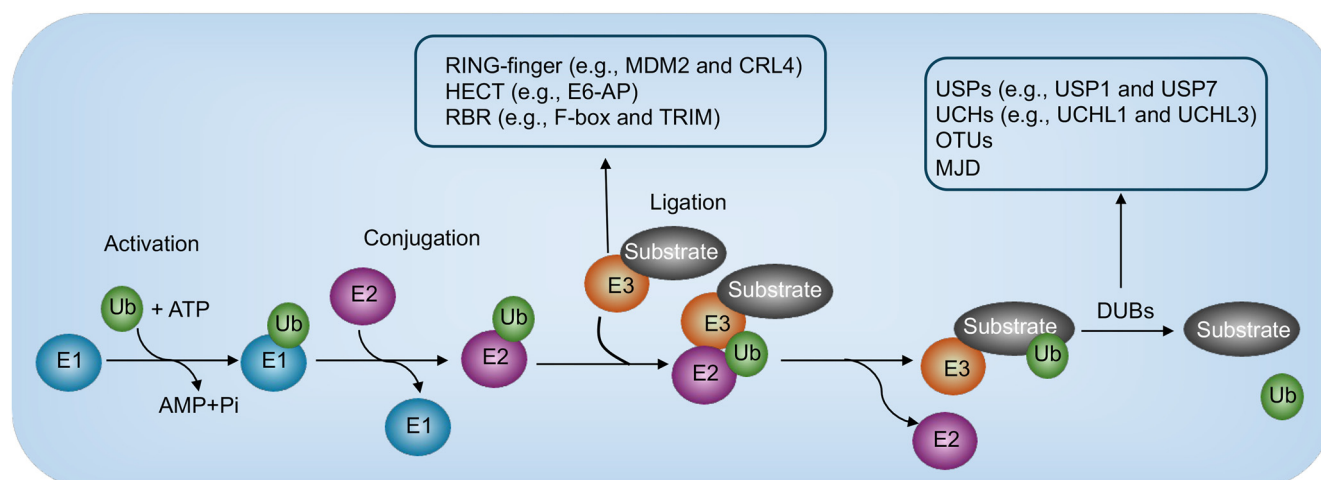 RING-finger (e.g., MDM2 and CRL4)
HECT (e.g., E6-AP)
RBR (e.g., F-box and TRIM)
USPs (e.g., USP1 and USP7
UCHs (e.g., UCHL1 and UCHL3)
OTUs
MJD
Activation
Conjugation
Ligation
Ub + ATP
E1
AMP+Pi
Ub
E1
E2
E1
Ub
E2
E3
Substrate
Substrate
E3
Ub
E2
Substrate
Ub
E3
E2
DUBs
Substrate
Ub